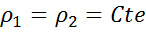 ρ₁ = ρ₂ = Cte